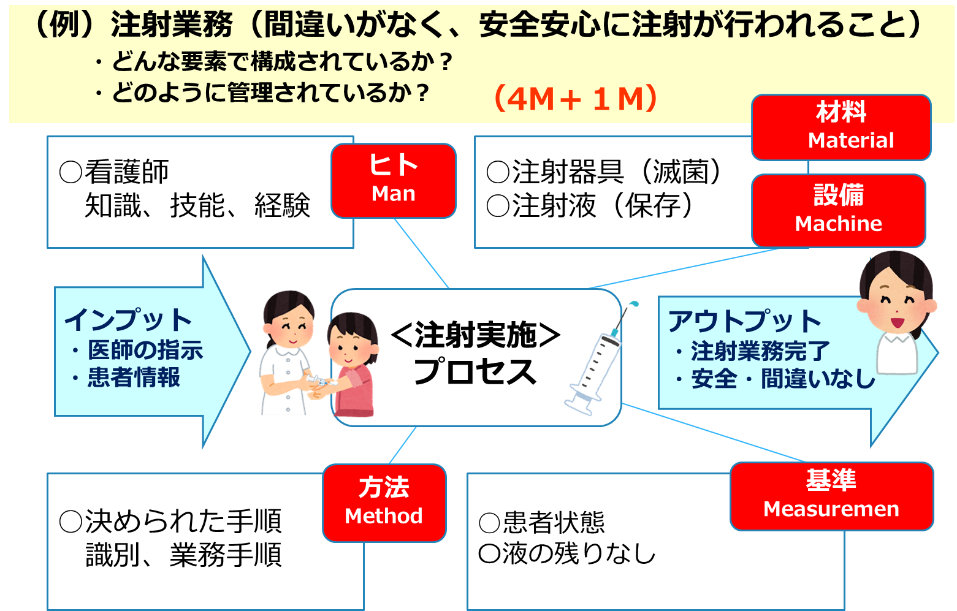 （例）注射業務（間違いがなく、安全安心に注射が行われること）
・どんな要素で構成されているか？
・どのように管理されているか？
（4M＋１M）
○看護師
知識、技能、経験
ヒト
Man
○注射器具（滅菌）
○注射液（保存）
材料
Material
設備
Machine
インプット
・医師の指示
・患者情報
＜注射実施＞
プロセス
アウトプット
・注射業務完了
・安全・間違いなし
○決められた手順
識別、業務手順
方法
Method
○患者状態
○液の残りなし
基準
Measuremen